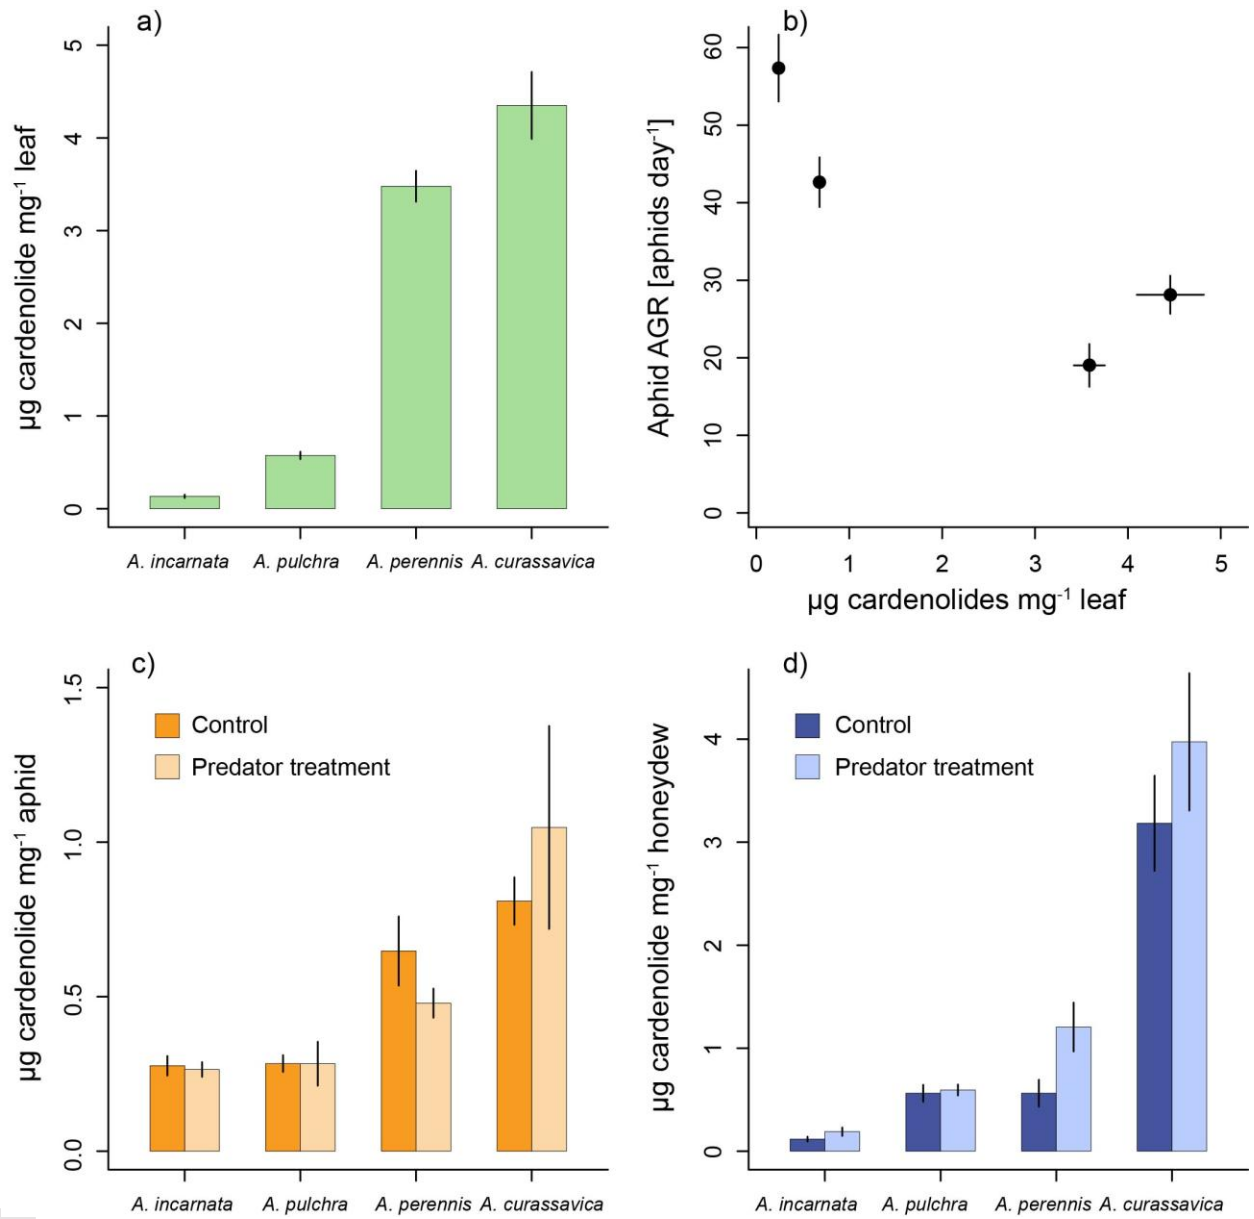 a)
µg cardenolide mg⁻¹ leaf
5
4
3
2
1
0
A. incarnata A. pulchra A. perennis A. curassavica
b)
Aphid AGR [aphids day⁻¹]
60
50
40
30
20
10
0
0 1 2 3 4 5
µg cardenolides mg⁻¹ leaf
c)
µg cardenolide mg⁻¹ aphid
1.5
1.0
0.5
0.0
Control
Predator treatment
A. incarnata A. pulchra A. perennis A. curassavica
d)
µg cardenolide mg⁻¹ honeydew
4
3
2
1
0
Control
Predator treatment
A. incarnata A. pulchra A. perennis A. curassavica